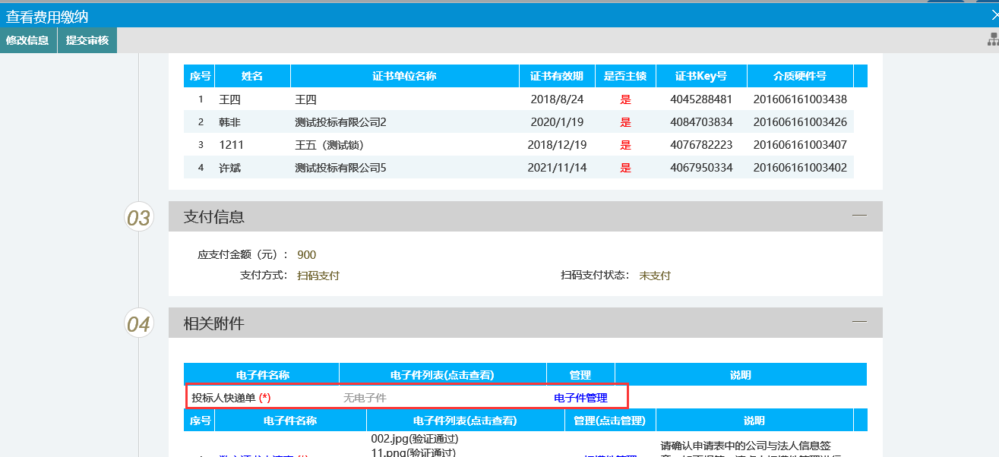 查看费用缴纳
修改信息 提交审核
序号 姓名 证书单位名称 证书有效期 是否主锁 证书Key号 介质硬件号
1 王四 王四 2018/8/24 是 4045288481 201606161003438
2 韩非 测试投标有限公司2 2020/1/19 是 4084703834 201606161003426
3 1211 王五（测试锁） 2018/12/19 是 4076782223 201606161003407
4 许斌 测试投标有限公司5 2021/11/14 是 4067950334 201606161003402
03 支付信息
应支付金额（元）： 900
支付方式： 扫码支付 扫码支付状态： 未支付
04 相关附件
电子件名称 电子件列表(点击查看) 管理 说明
投标人快递单 (*) 无电子件 电子件管理
序号 电子件名称 电子件列表(点击查看) 管理(点击管理) 说明
002.jpg(验证通过)
11.png(验证通过) 请确认申请表中的公司与法人信息签